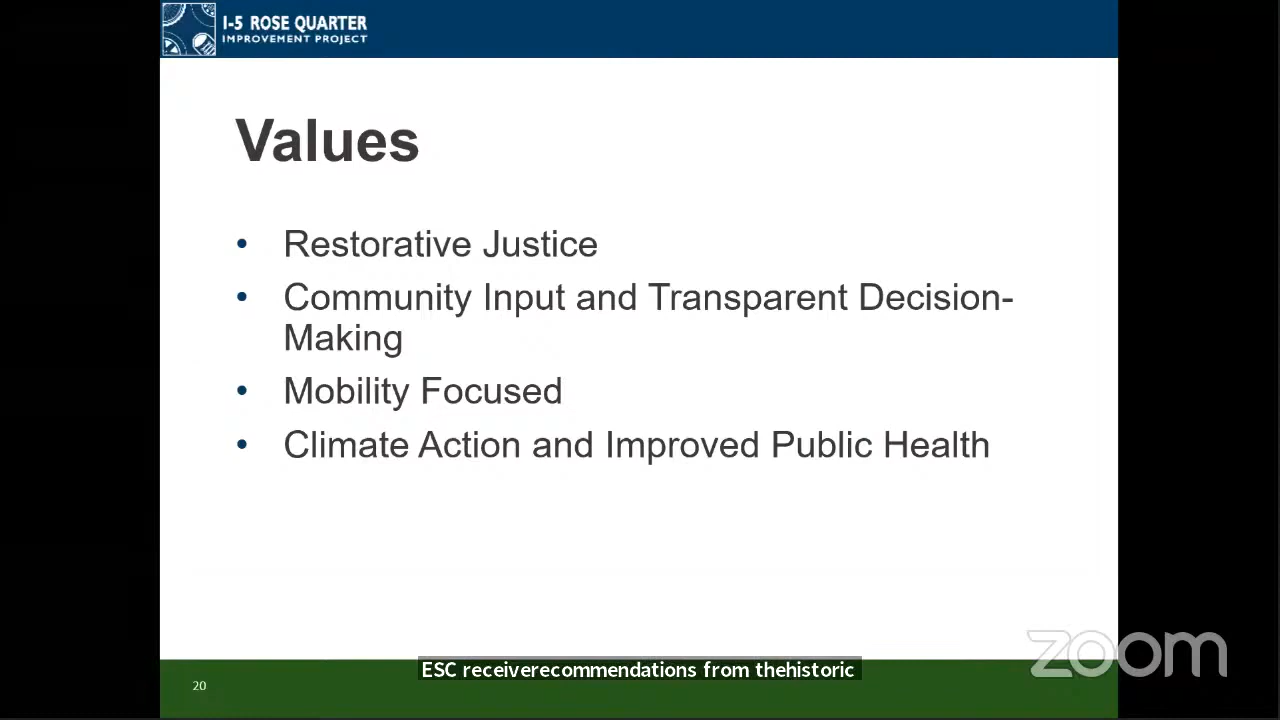 I-5 ROSE QUARTER
IMPROVEMENT PROJECT
Values
• Restorative Justice
• Community Input and Transparent Decision-
Making
• Mobility Focused
• Climate Action and Improved Public Health
zoom
ESC receiverecommendations from thehistoric
20